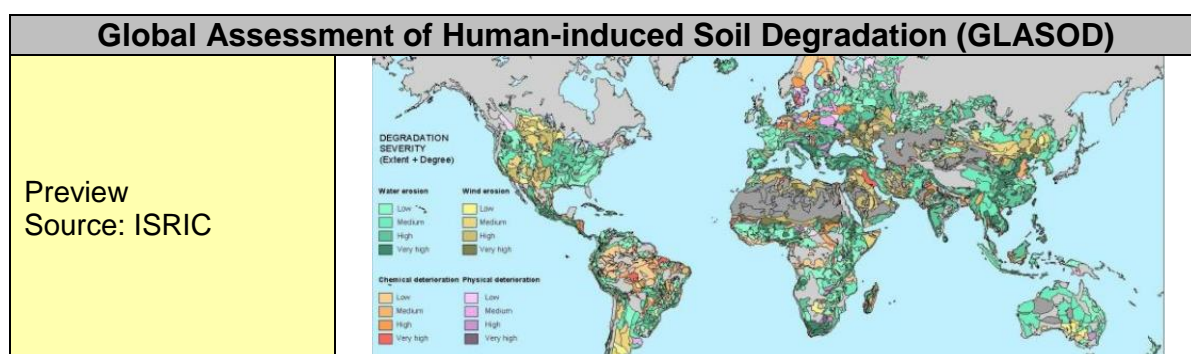 Global Assessment of Human-induced Soil Degradation (GLASOD)
Preview
Source: ISRIC
DEGRADATION
SEVERITY
(Extent + Degree)
Water erosion Wind erosion
Low Low
Medium Medium
High High
Very high Very high
Chemical deterioration Physical deterioration
Low Low
Medium Medium
High High
Very high Very high